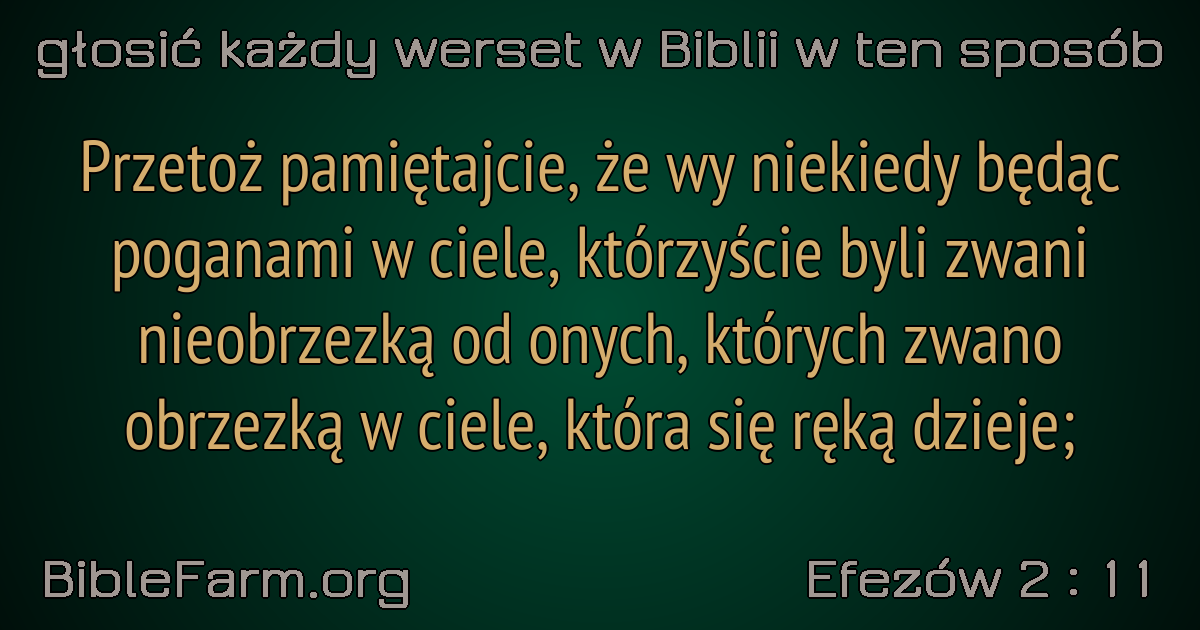 głosić każdy werset w Biblii w ten sposób
Przetoż pamiętajcie, że wy niekiedy będąc
poganami w ciele, którzyście byli zwani
nieobrzezką od onych, których zwano
obrzezką w ciele, która się ręką dzieje;
BibleFarm.org
Efezów 2 : 11